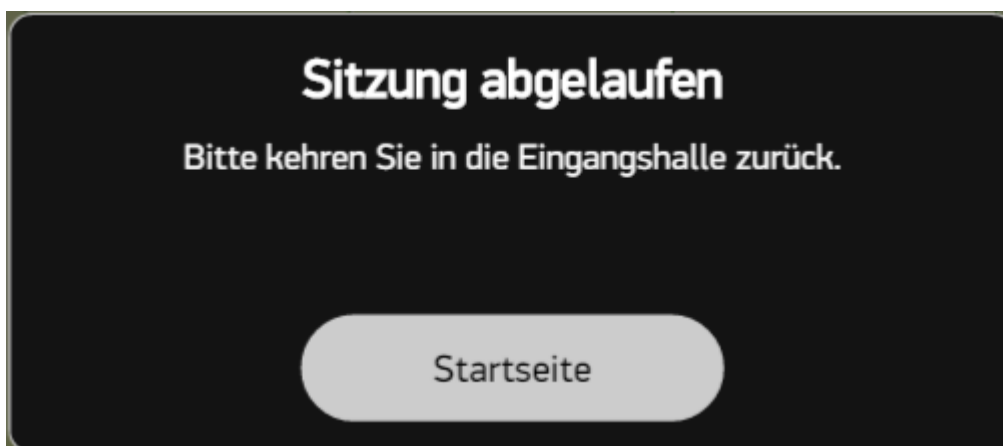 Sitzung abgelaufen
Bitte kehren Sie in die Eingangshalle zurück.
Startseite